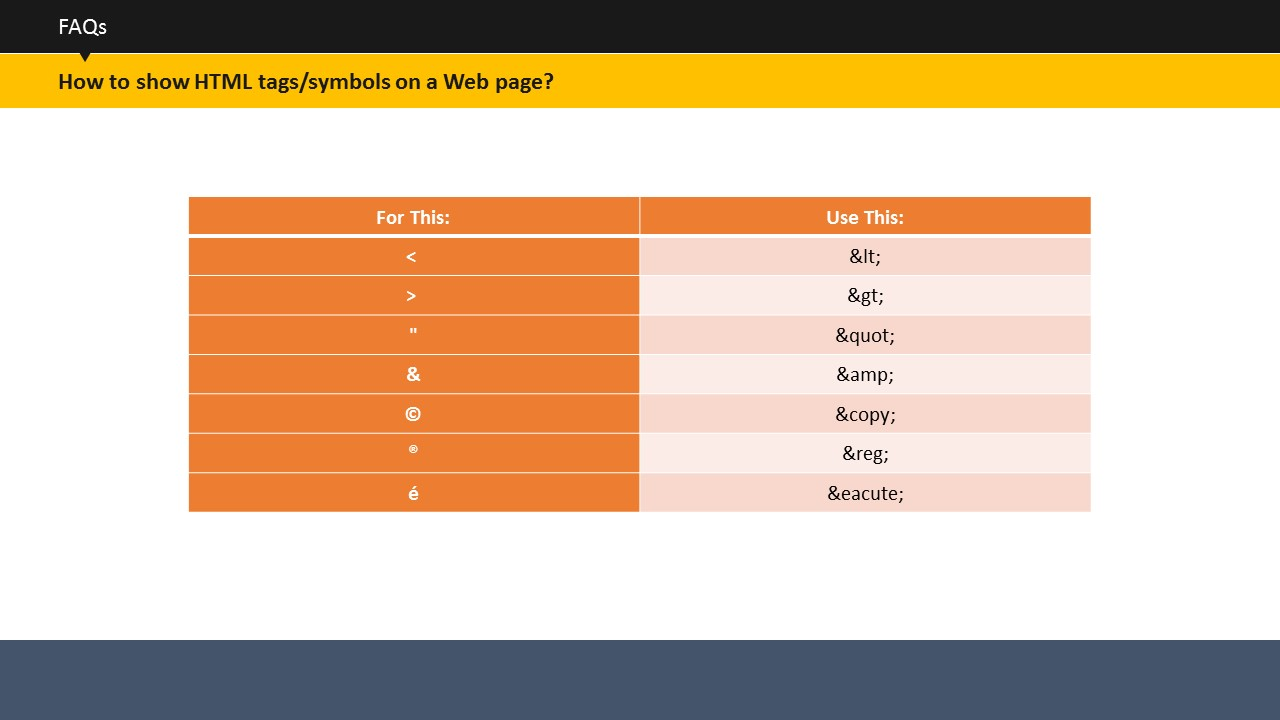 FAQs
How to show HTML tags/symbols on a Web page?
For This: Use This:
< &lt;
> &gt;
" &quot;
& &amp;
© &copy;
® &reg;
é &eacute;